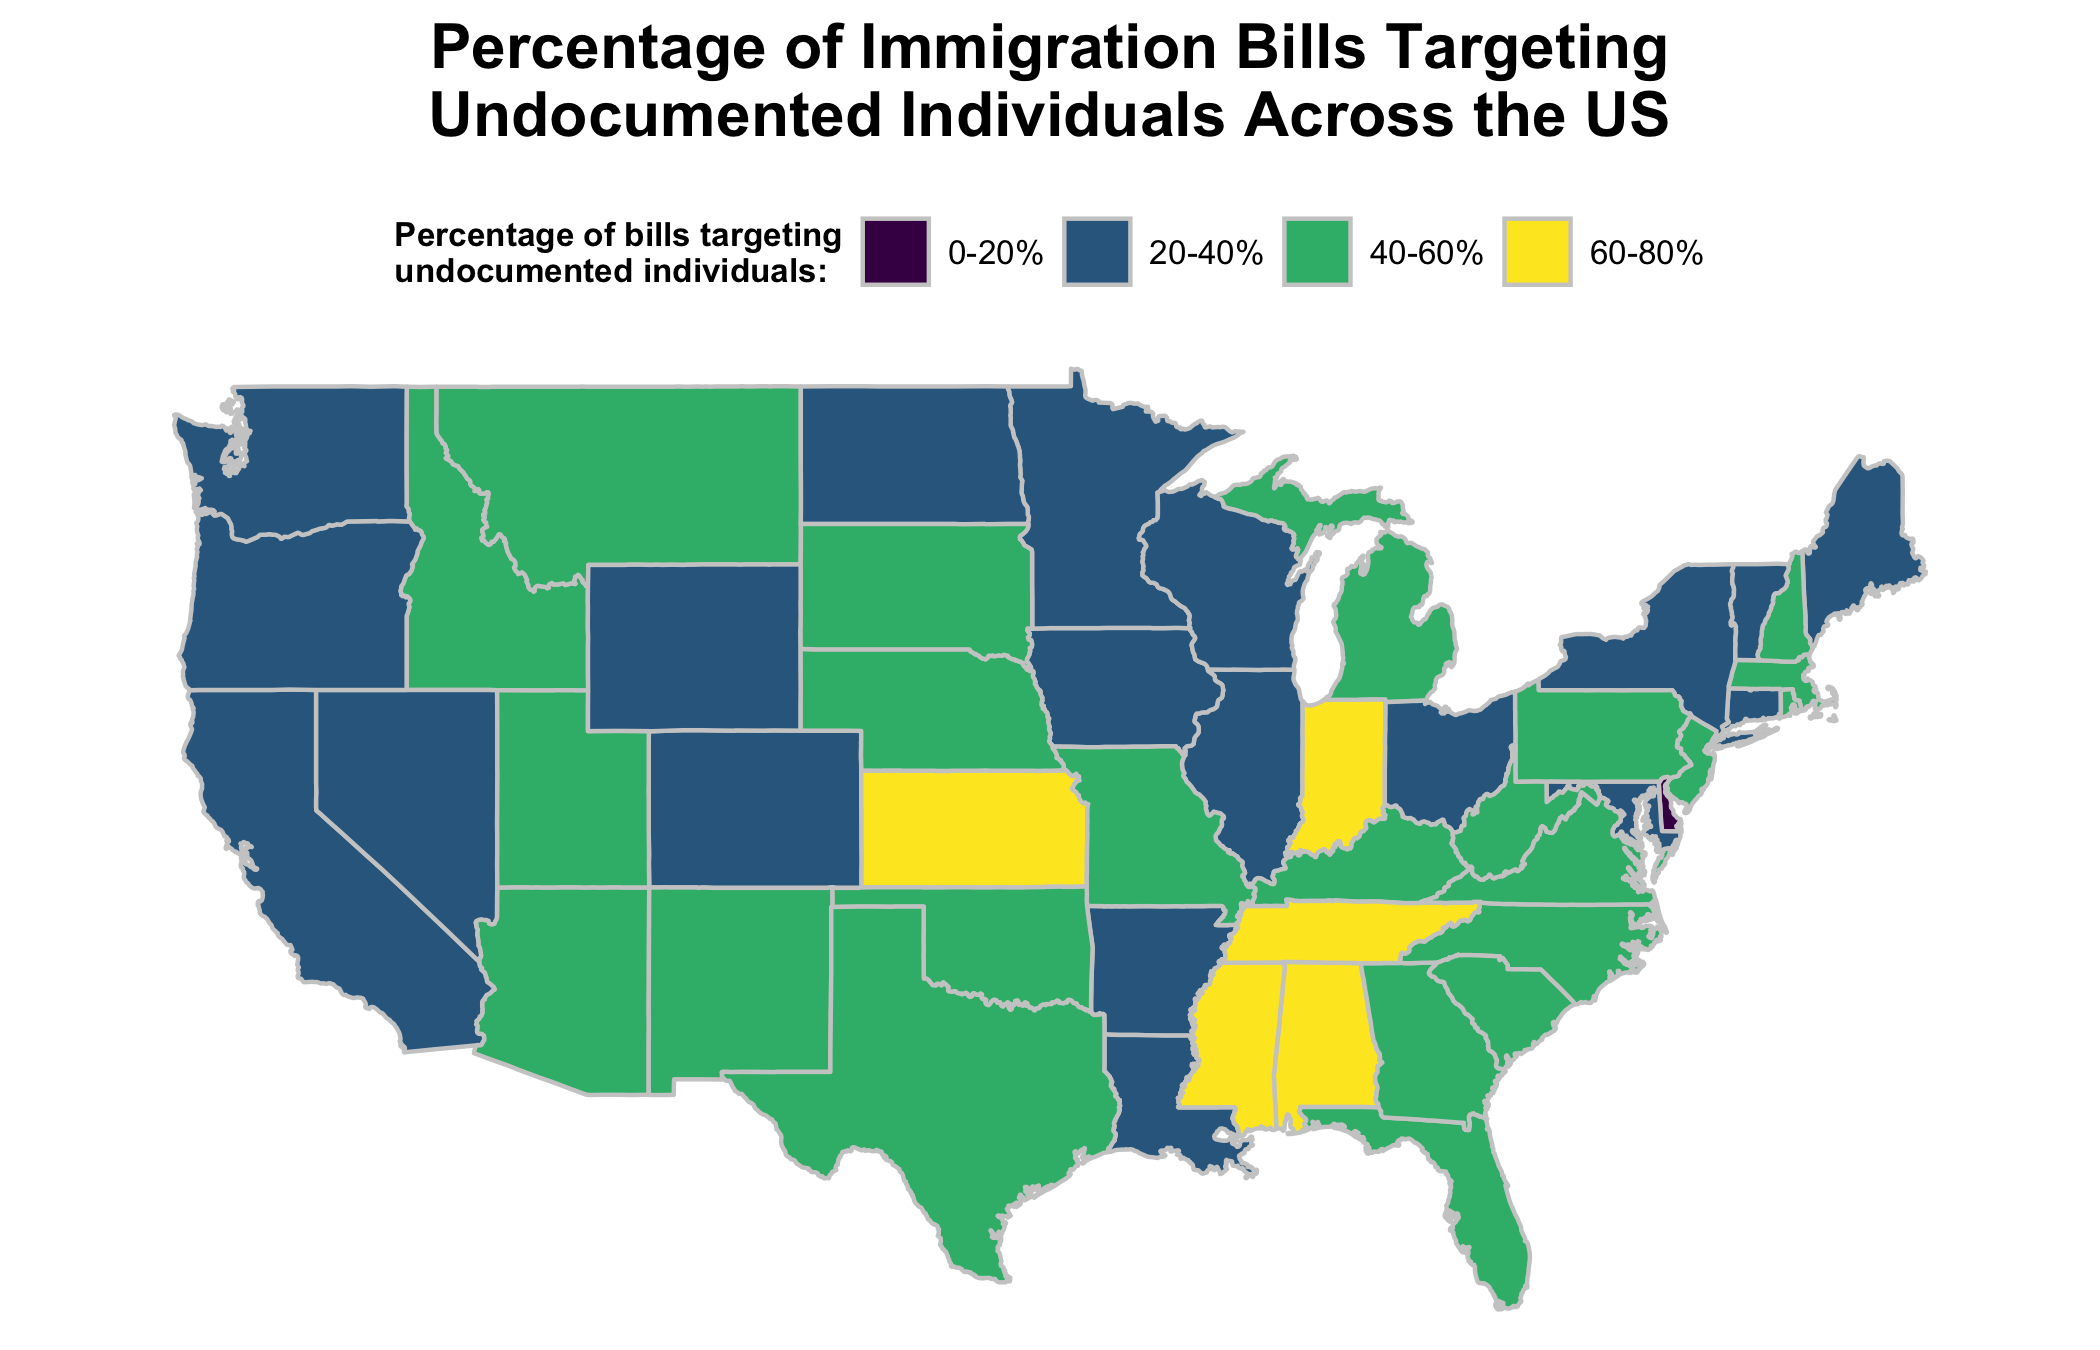 Percentage of Immigration Bills Targeting
Undocumented Individuals Across the US
Percentage of bills targeting
undocumented individuals:
0-20%
20-40%
40-60%
60-80%